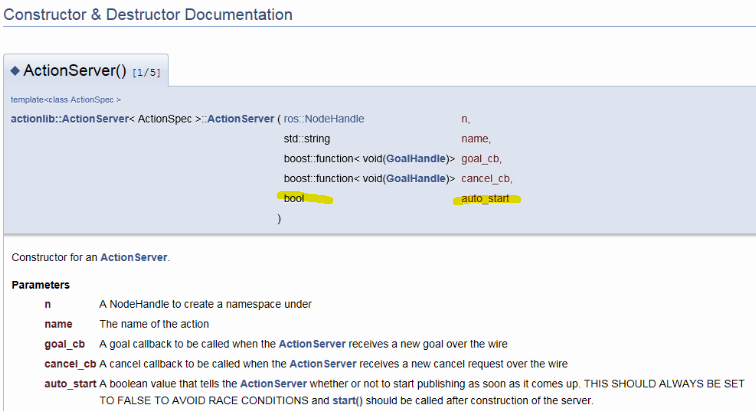 Constructor & Destructor Documentation
◆ ActionServer() [1/5]
template<class ActionSpec >
actionlib::ActionServer< ActionSpec >::ActionServer ( ros::NodeHandle n,
std::string name,
boost::function< void(GoalHandle)> goal_cb,
boost::function< void(GoalHandle)> cancel_cb,
bool auto_start
)
Constructor for an ActionServer.
Parameters
n A NodeHandle to create a namespace under
name The name of the action
goal_cb A goal callback to be called when the ActionServer receives a new goal over the wire
cancel_cb A cancel callback to be called when the ActionServer receives a new cancel request over the wire
auto_start A boolean value that tells the ActionServer whether or not to start publishing as soon as it comes up. THIS SHOULD ALWAYS BE SET
TO FALSE TO AVOID RACE CONDITIONS and start() should be called after construction of the server.